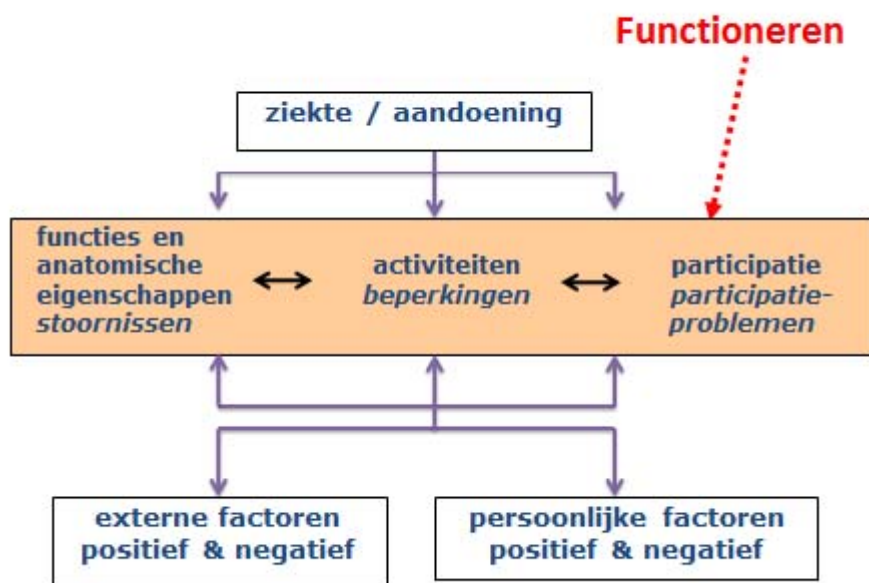 Functioneren
ziekte / aandoening
functies en
anatomische
eigenschappen
stoornissen
activiteiten
beperkingen
participatie
participatie-
problemen
externe factoren
positief & negatief
persoonlijke factoren
positief & negatief